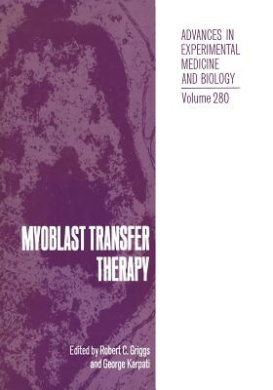 ADVANCES IN
EXPERIMENTAL
MEDICINE
AND BIOLOGY
Volume 280
MYOBLAST TRANSFER
THERAPY
Edited by Robert C. Griggs
and George Karpati